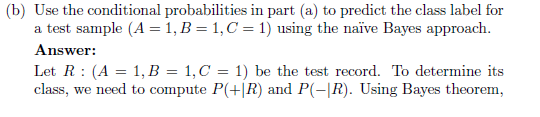 (b) Use the conditional probabilities in part (a) to predict the class label for
a test sample (A = 1, B = 1, C = 1) using the naïve Bayes approach.
Answer:
Let R : (A = 1, B = 1, C = 1) be the test record. To determine its
class, we need to compute P(+|R) and P(−|R). Using Bayes theorem,